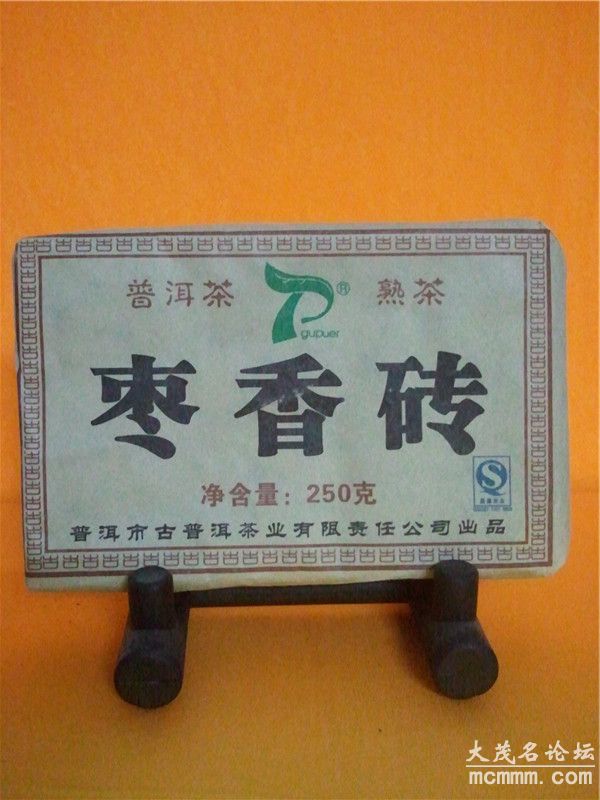 普洱茶
gupuer
®
熟茶
枣香砖
净含量：250克
普洱市古普洱茶业有限责任公司出品
大茂名论坛
mcmmm.com